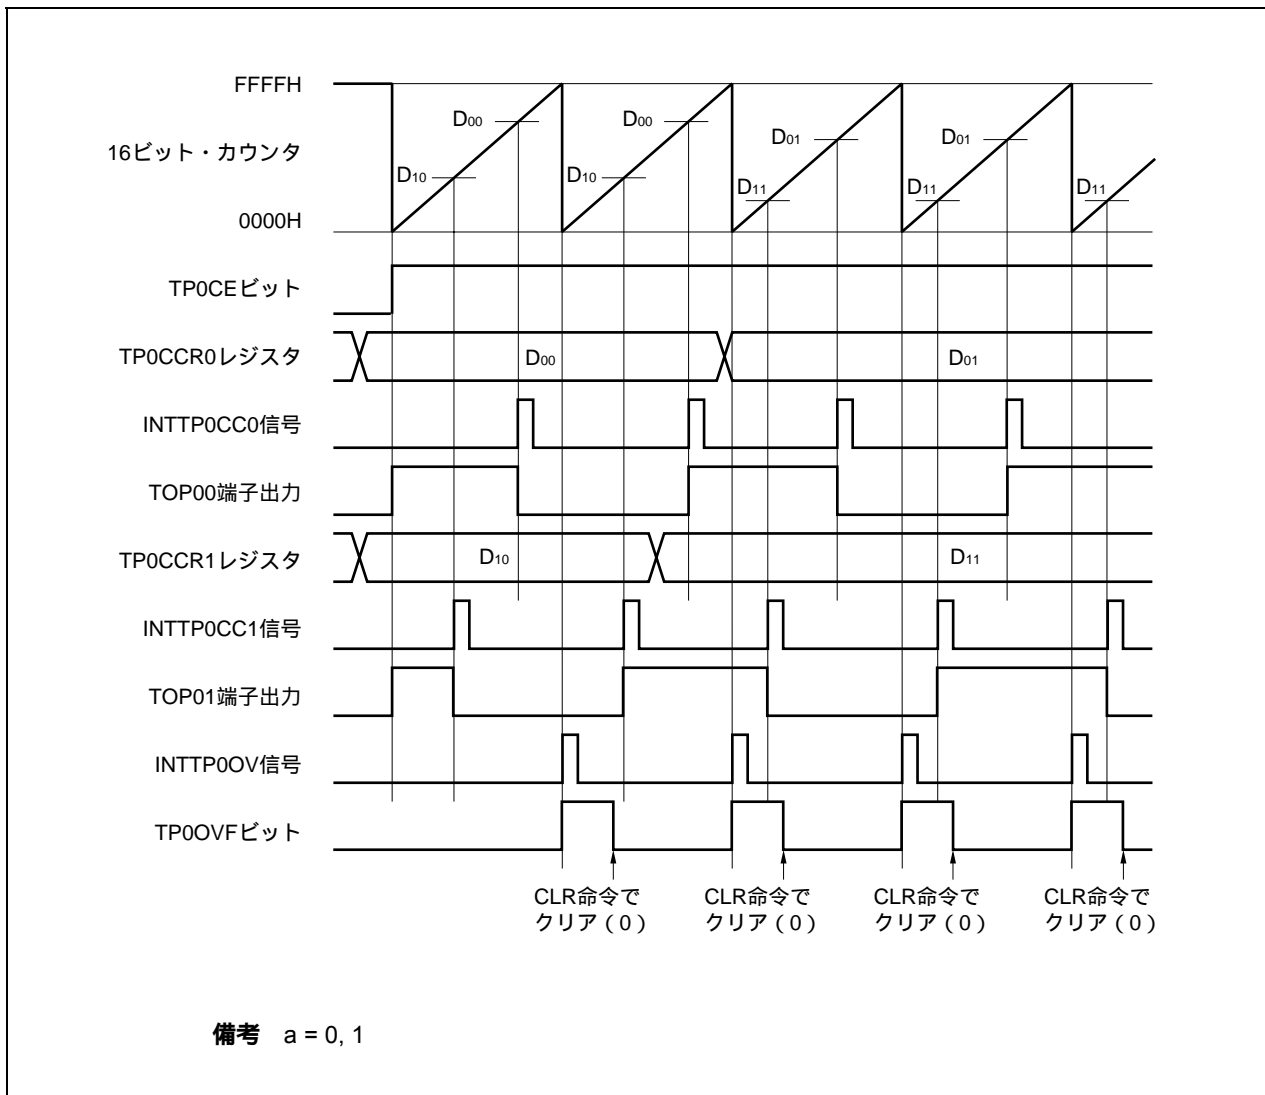 FFFFH
D00 D00
D01 D01
16ビット・カウンタ
D10 D10
D11 D11 D11
0000H
TP0CEビット
TP0CCR0レジスタ D00 D01
INTTP0CC0信号
TOP00端子出力
TP0CCR1レジスタ D10 D11
INTTP0CC1信号
TOP01端子出力
INTTP0OV信号
TP0OVFビット
CLR命令で CLR命令で CLR命令で CLR命令で
クリア(0) クリア(0) クリア(0) クリア(0)
備考 a = 0, 1